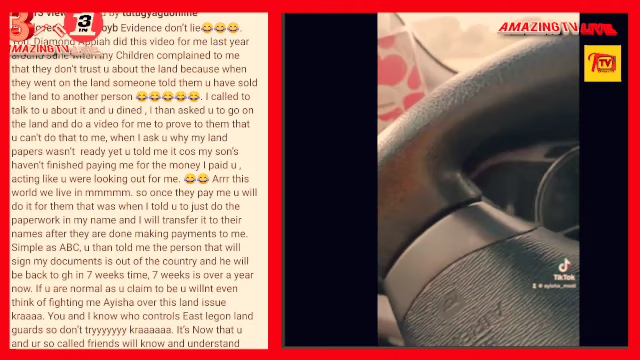 tutugyaguonline
Evidence don't lie😂😂😂.
Diamond Appiah did this video for me last year
around June when my Children complained to me
that they don't trust u about the land because when
they went on the land someone told them u have sold
the land to another person 😂😂😂😂😂. I called to
talk to u about it and u dined , I than asked u to go on
the land and do a video for me to prove to them that
u can't do that to me, when I ask u why my land
papers wasn't ready yet u told me it cos my son's
haven't finished paying me for the money I paid u ,
acting like u were looking out for me. 😂😂 Arrr this
world we live in mmmmm. so once they pay me u will
do it for them that was when I told u to just do the
paperwork in my name and I will transfer it to their
names after they are done making payments to me.
Simple as ABC, u than told me the person that will
sign my documents is out of the country and he will
be back to gh in 7 weeks time, 7 weeks is over a year
now. If u are normal as u claim to be u willnt even
think of fighting me Ayisha over this land issue
kraaaa. You and I know who controls East legon land
guards so don't tryyyyyyy kraaaaaa. It's Now that u
and ur so called friends will know and understand
3
3
IN
AMAZING TV
AMAZINGTV LIVE
TV
TikTok
@ayisha_modi